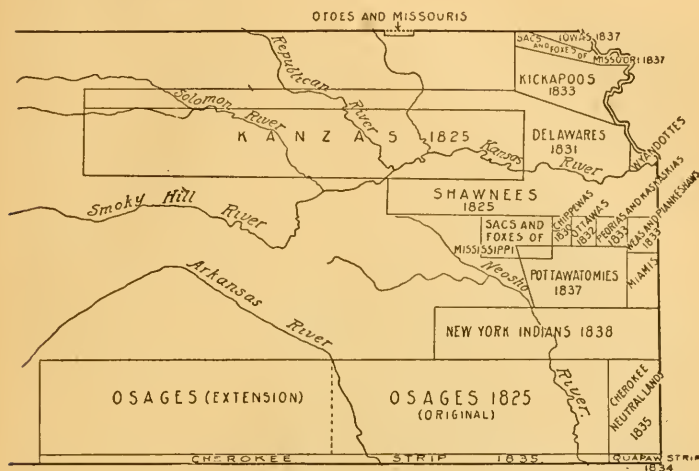 OTOES AND MISSOURIS
SACS AND FOXES OF MISSOURI 1837
IOWAS 1837
KICKAPOOS
1833
Republican River
Solomon River
KANZAS 1825
Kansas River
DELAWARES
1831
WYANDOTTES
SHAWNEES
1825
Smoky Hill River
SACS AND
FOXES OF
MISSISSIPPI
CHIPPEWAS
1830
OTTAWAS
1832
PEORIAS AND KASKASKIAS
1833
WEAS AND PIANKESHAWS
1833
MIAMIS
Neosho River.
POTTAWATOMIES
1837
Arkansas River
NEW YORK INDIANS 1838
OSAGES (EXTENSION)
OSAGES 1825
(ORIGINAL)
CHEROKEE
NEUTRAL LANDS
1835
CHEROKEE STRIP 1835.
QUAPAW STRIP
1834